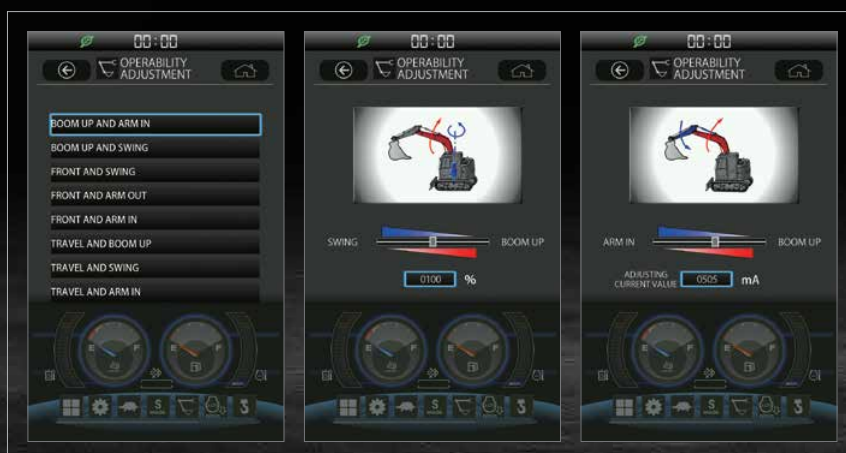 00:00
OPERABILITY
ADJUSTMENT
BOOM UP AND ARM IN
BOOM UP AND SWING
FRONT AND SWING
FRONT AND ARM OUT
FRONT AND ARM IN
TRAVEL AND BOOM UP
TRAVEL AND SWING
TRAVEL AND ARM IN
E F E F
S
00:00
OPERABILITY
ADJUSTMENT
SWING BOOM UP
0100 %
E F E F
S
00:00
OPERABILITY
ADJUSTMENT
ARM IN BOOM UP
ADJUSTING
CURRENT VALUE 0505 mA
E F E F
S